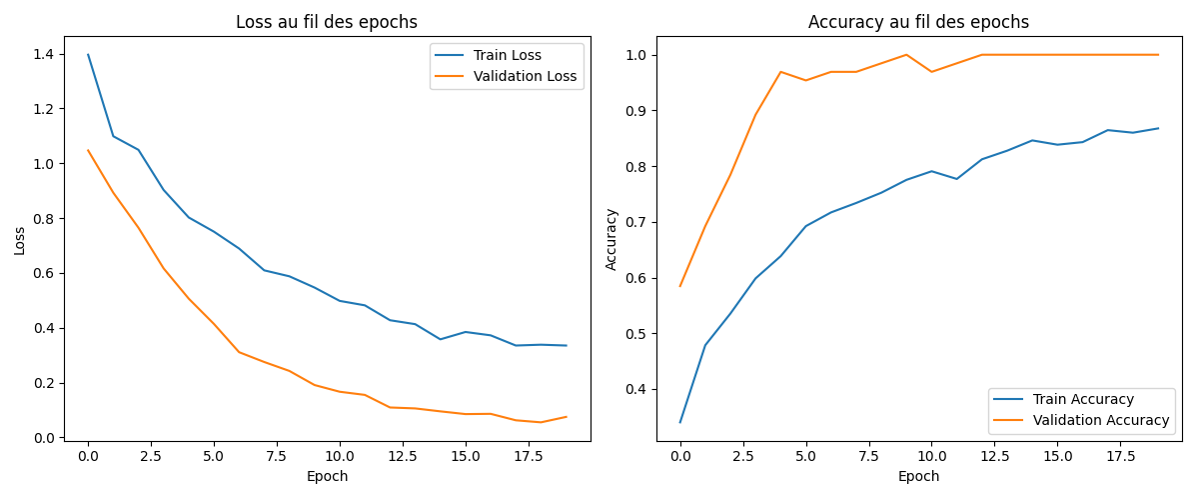 Loss au fil des epochs
1.4
1.2
1.0
0.8
0.6
0.4
0.2
0.0
Loss
Train Loss
Validation Loss
0.0 2.5 5.0 7.5 10.0 12.5 15.0 17.5
Epoch
Accuracy au fil des epochs
1.0
0.9
0.8
0.7
0.6
0.5
0.4
Accuracy
Train Accuracy
Validation Accuracy
0.0 2.5 5.0 7.5 10.0 12.5 15.0 17.5
Epoch